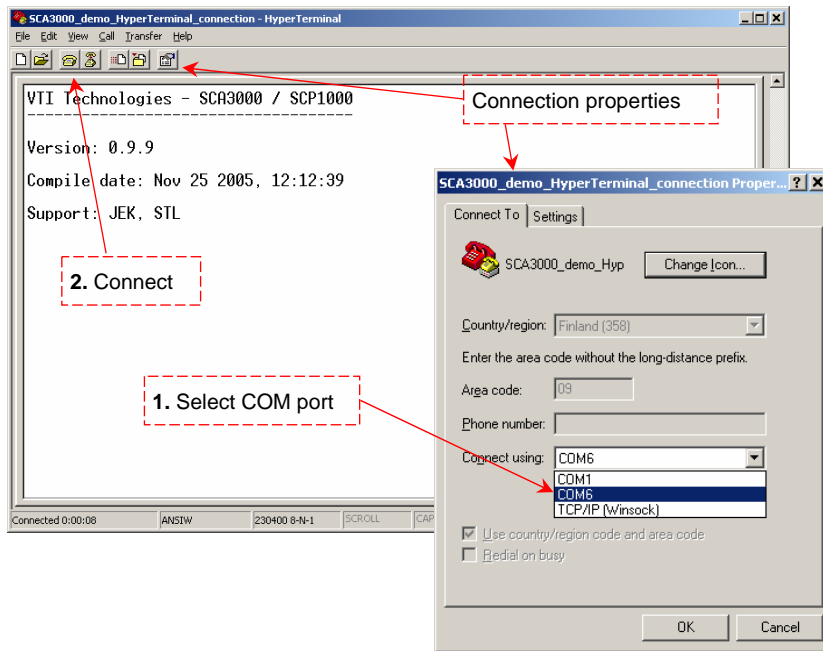 SCA3000_demo_HyperTerminal_connection - HyperTerminal
File Edit View Call Transfer Help
VTI Technologies - SCA3000 / SCP1000
------------------------------------
Version: 0.9.9
Compile date: Nov 25 2005, 12:12:39
Support: JEK, STL
Connection properties
2. Connect
1. Select COM port
Connected 0:00:08 ANSIW 230400 8-N-1 SCROLL CAP
SCA3000_demo_HyperTerminal_connection Proper...
Connect To Settings
SCA3000_demo_Hyp Change Icon...
Country/region: Finland (358)
Enter the area code without the long-distance prefix.
Area code: 09
Phone number:
Connect using: COM6
COM1
COM6
TCP/IP (Winsock)
Use country/region code and area code
Redial on busy
OK Cancel